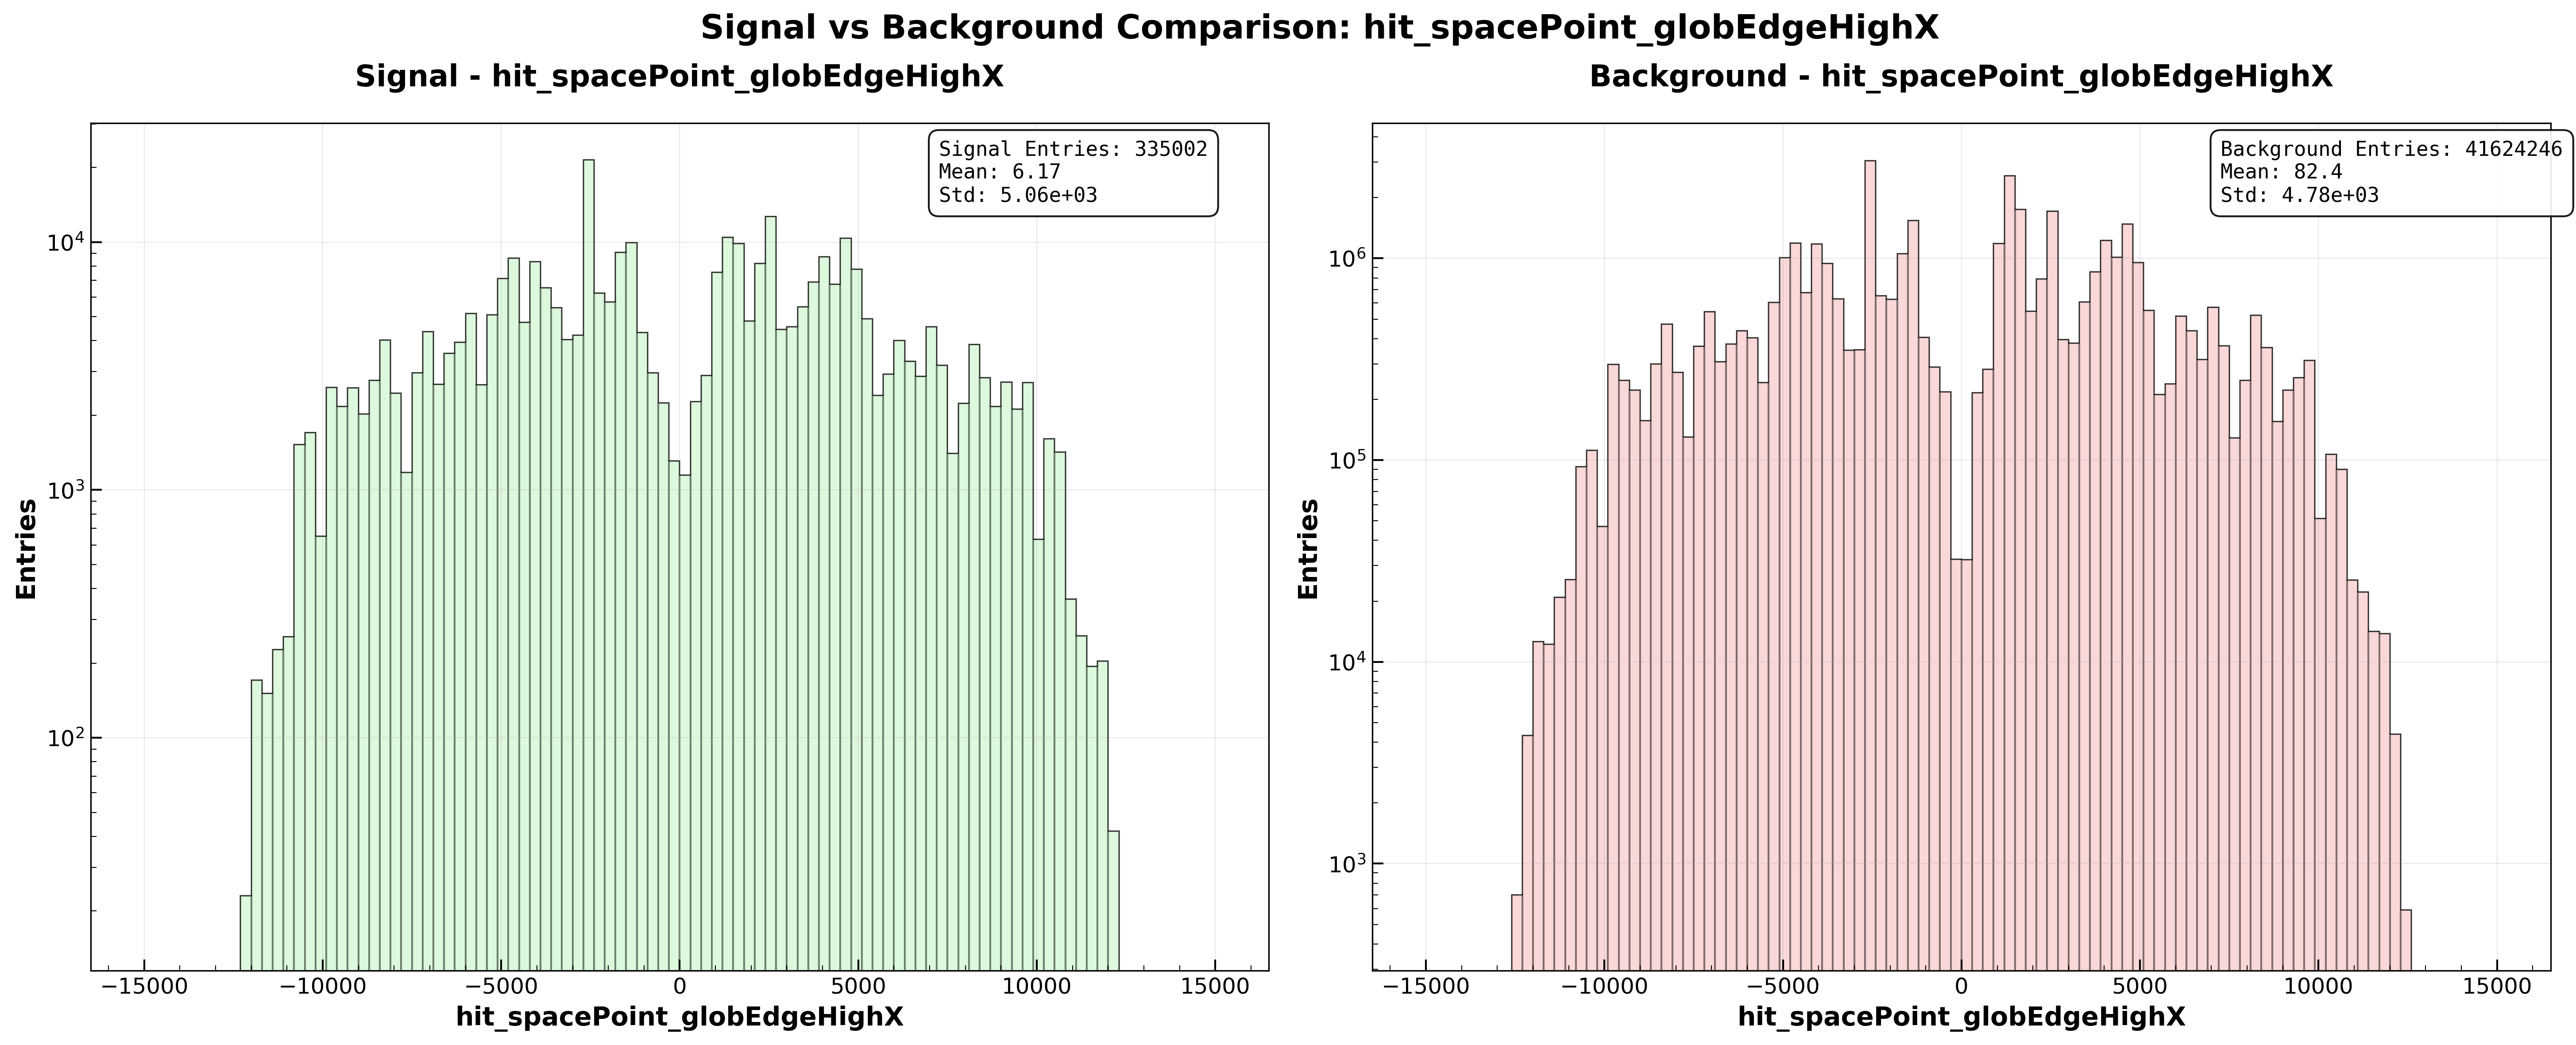 Signal vs Background Comparison: hit_spacePoint_globEdgeHighX
Signal - hit_spacePoint_globEdgeHighX
Signal Entries: 335002
Mean: 6.17
Std: 5.06e+03
Entries
10^4
10^3
10^2
−15000 −10000 −5000 0 5000 10000 15000
hit_spacePoint_globEdgeHighX
Background - hit_spacePoint_globEdgeHighX
Background Entries: 41624246
Mean: 82.4
Std: 4.78e+03
Entries
10^6
10^5
10^4
10^3
−15000 −10000 −5000 0 5000 10000 15000
hit_spacePoint_globEdgeHighX